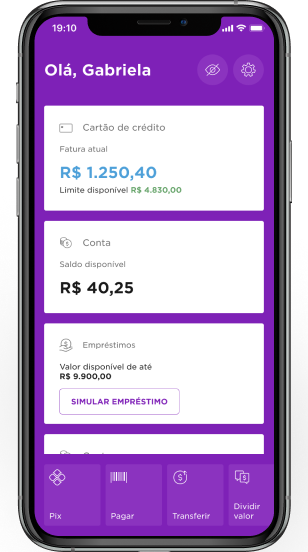 19:10
Olá, Gabriela
Cartão de crédito
Fatura atual
R$ 1.250,40
Limite disponível R$ 4.830,00
Conta
Saldo disponível
R$ 40,25
Empréstimos
Valor disponível de até
R$ 9.900,00
SIMULAR EMPRÉSTIMO
Pix
Pagar
Transferir
Dividir
valor